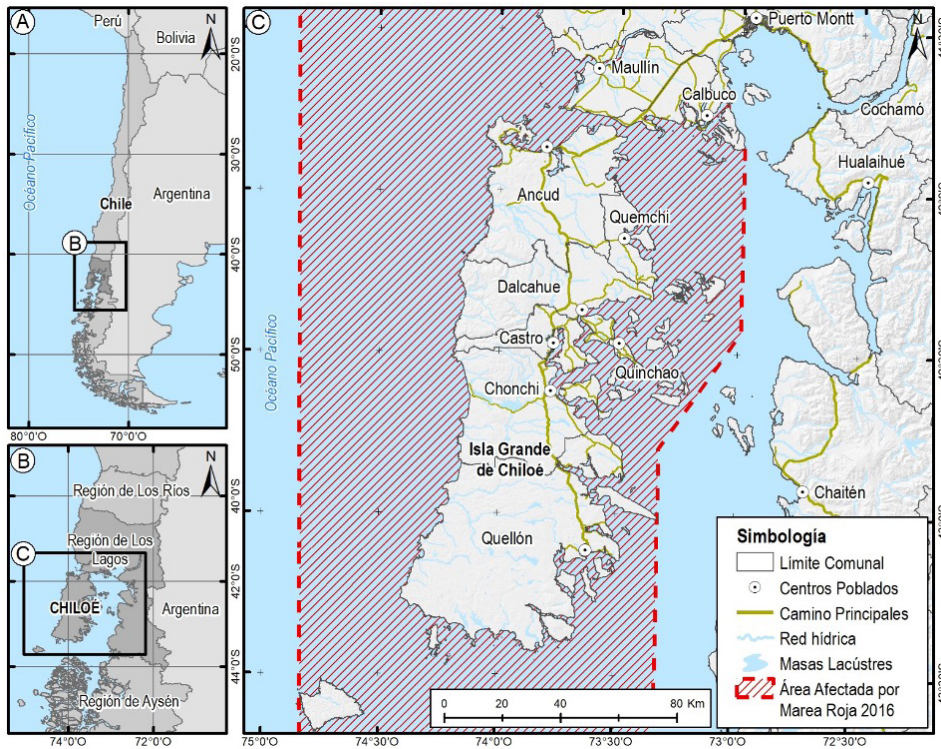 A
Perú
N
Bolivia
20°0'S
30°0'S
40°0'S
50°0'S
Océano Pacífico
Chile
Argentina
B
80°0'O
70°0'O
B
N
Región de Los Ríos
Región de Los
Lagos
C
CHILOÉ
Argentina
Región de Aysén
40°0'S
42°0'S
44°0'S
74°0'O
72°0'O
C
N
Puerto Montt
Maullín
Calbuco
Cochamó
Hualaihué
Ancud
Quemchi
Dalcahue
Océano Pacífico
Castro
Quinchao
Chonchi
Isla Grande
de Chiloé
Chaitén
Quellón
Simbología
Límite Comunal
Centros Poblados
Camino Principales
Red hídrica
Masas Lacústres
Área Afectada por
Marea Roja 2016
0 20 40 60 80 Km
75°0'O
74°30'O
74°0'O
73°30'O
73°0'O
72°30'O